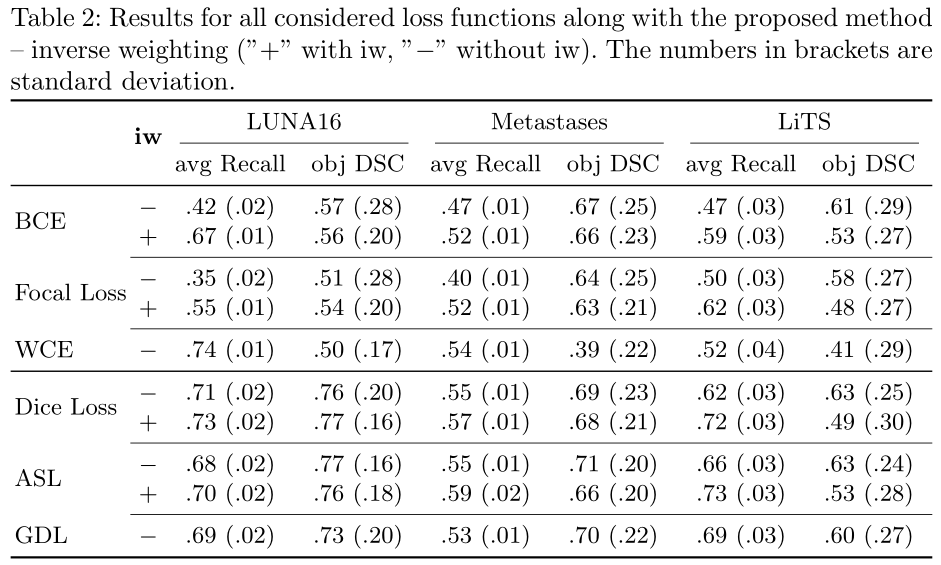 Table 2: Results for all considered loss functions along with the proposed method
– inverse weighting ("+" with iw, "−" without iw). The numbers in brackets are
standard deviation.
iw LUNA16 Metastases LiTS
avg Recall obj DSC avg Recall obj DSC avg Recall obj DSC
BCE − .42 (.02) .57 (.28) .47 (.01) .67 (.25) .47 (.03) .61 (.29)
+ .67 (.01) .56 (.20) .52 (.01) .66 (.23) .59 (.03) .53 (.27)
Focal Loss − .35 (.02) .51 (.28) .40 (.01) .64 (.25) .50 (.03) .58 (.27)
+ .55 (.01) .54 (.20) .52 (.01) .63 (.21) .62 (.03) .48 (.27)
WCE − .74 (.01) .50 (.17) .54 (.01) .39 (.22) .52 (.04) .41 (.29)
Dice Loss − .71 (.02) .76 (.20) .55 (.01) .69 (.23) .62 (.03) .63 (.25)
+ .73 (.02) .77 (.16) .57 (.01) .68 (.21) .72 (.03) .49 (.30)
ASL − .68 (.02) .77 (.16) .55 (.01) .71 (.20) .66 (.03) .63 (.24)
+ .70 (.02) .76 (.18) .59 (.02) .66 (.20) .73 (.03) .53 (.28)
GDL − .69 (.02) .73 (.20) .53 (.01) .70 (.22) .69 (.03) .60 (.27)